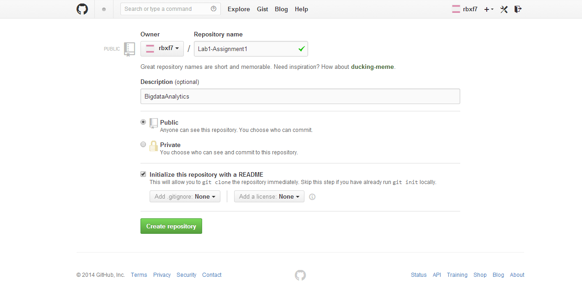 Search or type a command
Explore Gist Blog Help
rbxf7
Owner Repository name
PUBLIC rbxf7 / Lab1-Assignment1
Great repository names are short and memorable. Need inspiration? How about ducking-meme.
Description (optional)
BigdataAnalytics
Public
Anyone can see this repository. You choose who can commit.
Private
You choose who can see and commit to this repository.
Initialize this repository with a README
This will allow you to git clone the repository immediately. Skip this step if you have already run git init locally.
Add .gitignore: None Add a license: None
Create repository
© 2014 GitHub, Inc. Terms Privacy Security Contact Status API Training Shop Blog About